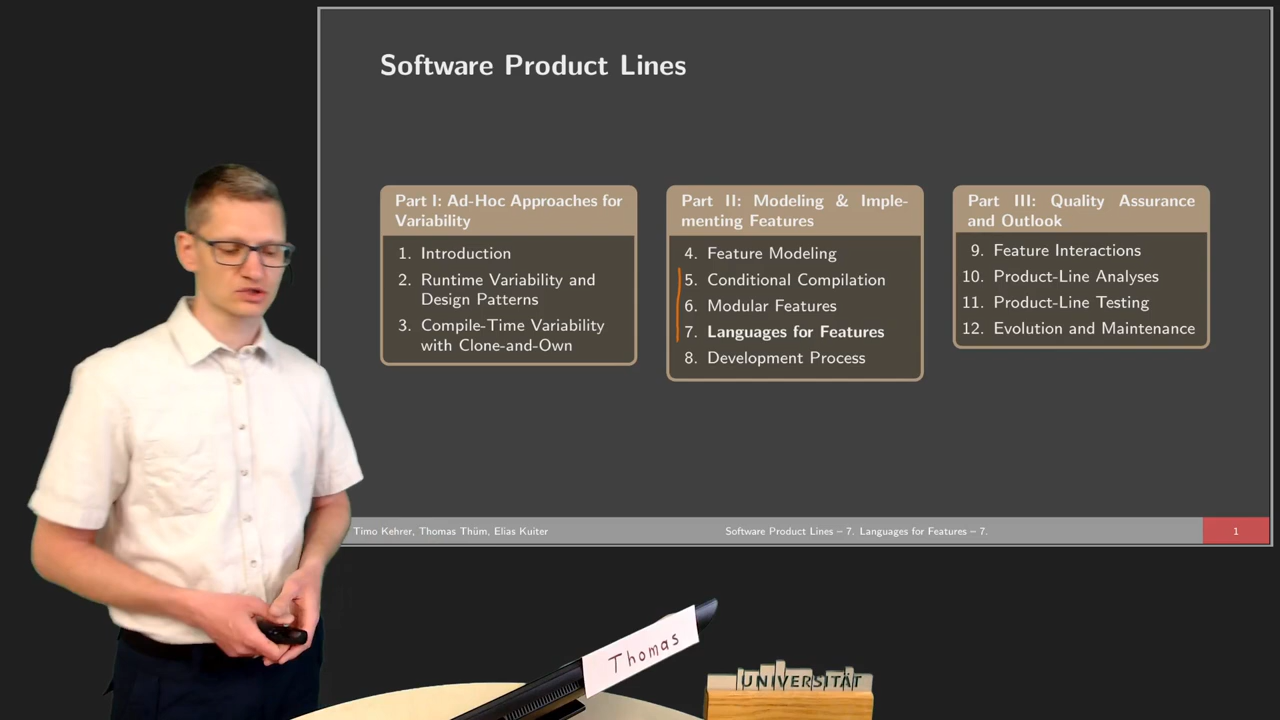 Software Product Lines
Part I: Ad-Hoc Approaches for
Variability
1. Introduction
2. Runtime Variability and
Design Patterns
3. Compile-Time Variability
with Clone-and-Own
Part II: Modeling & Imple-
menting Features
4. Feature Modeling
5. Conditional Compilation
6. Modular Features
7. Languages for Features
8. Development Process
Part III: Quality Assurance
and Outlook
9. Feature Interactions
10. Product-Line Analyses
11. Product-Line Testing
12. Evolution and Maintenance
Timo Kehrer, Thomas Thüm, Elias Kuiter
Software Product Lines – 7. Languages for Features – 7.
1
Thomas
UNIVERSITÄT